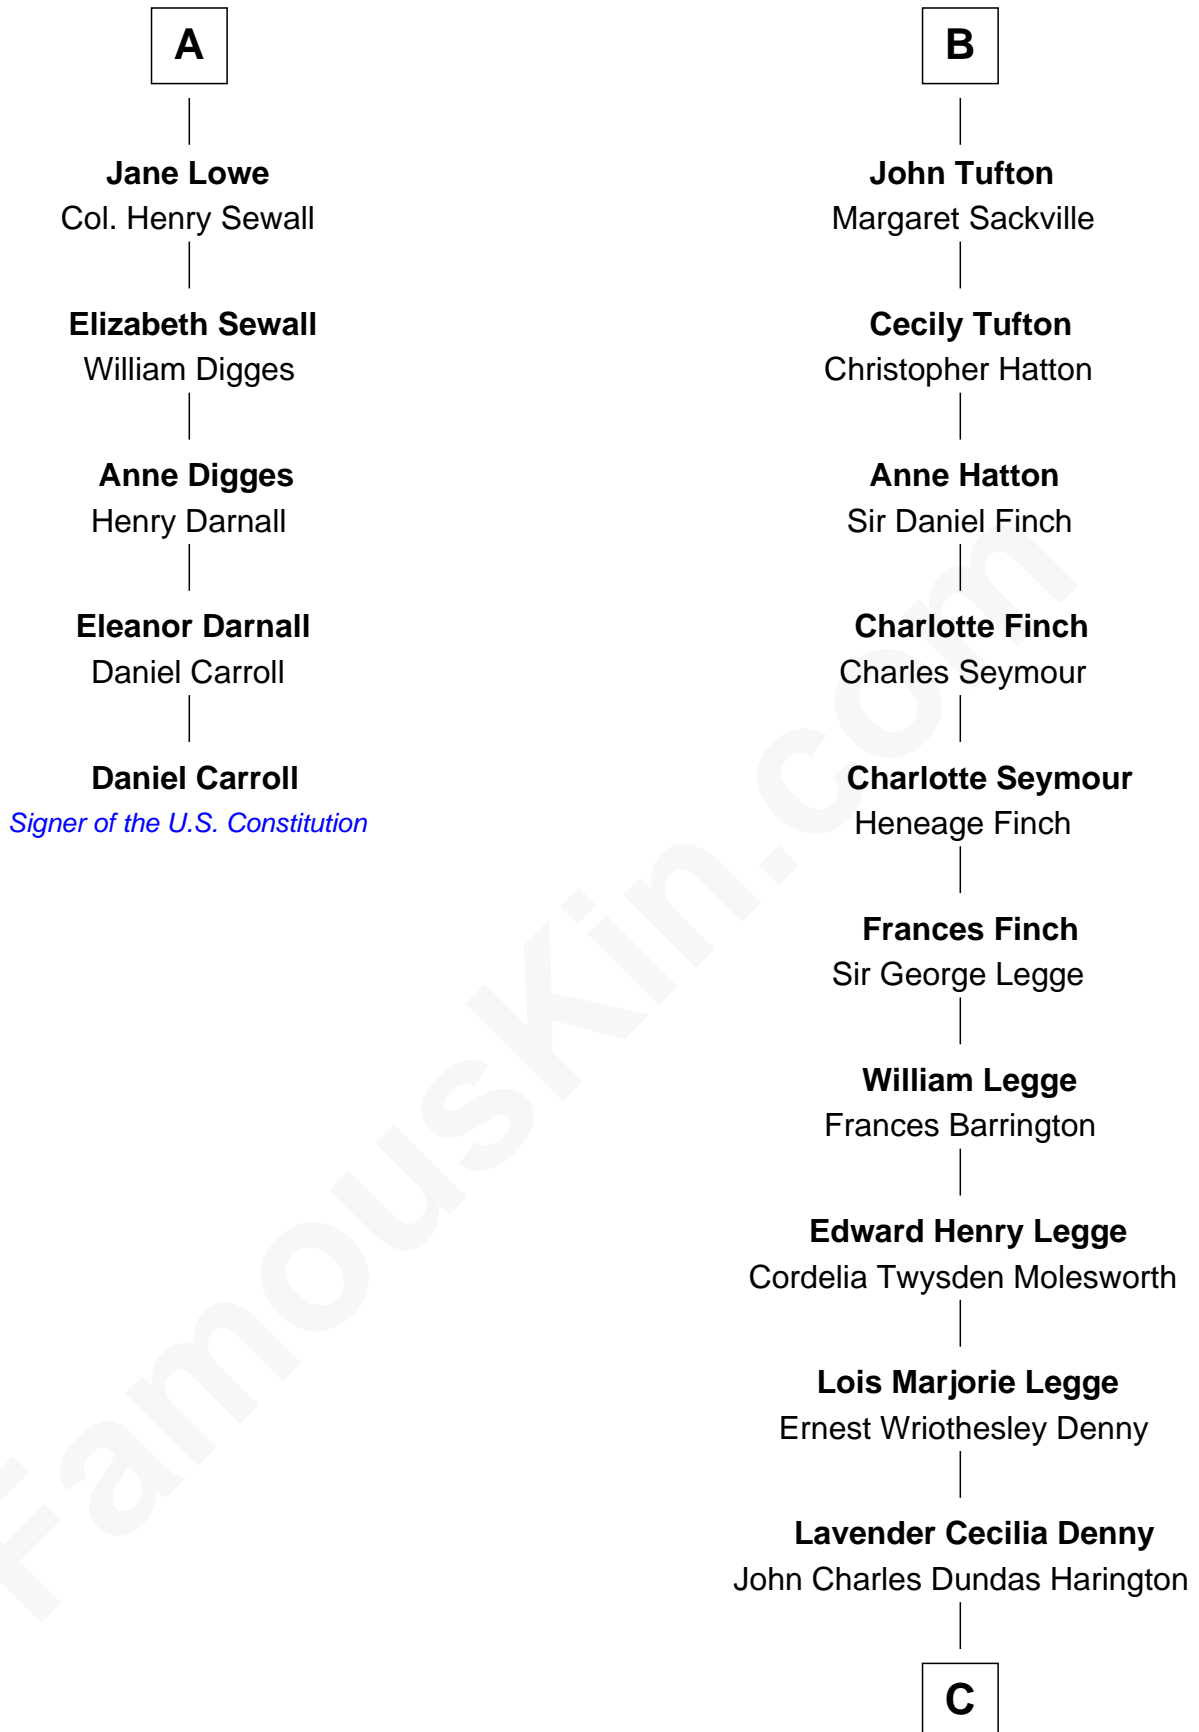 A
Jane Lowe
Col. Henry Sewall
Elizabeth Sewall
William Digges
Anne Digges
Henry Darnall
Eleanor Darnall
Daniel Carroll
Daniel Carroll
Signer of the U.S. Constitution
B
John Tufton
Margaret Sackville
Cecily Tufton
Christopher Hatton
Anne Hatton
Sir Daniel Finch
Charlotte Finch
Charles Seymour
Charlotte Seymour
Heneage Finch
Frances Finch
Sir George Legge
William Legge
Frances Barrington
Edward Henry Legge
Cordelia Twysden Molesworth
Lois Marjorie Legge
Ernest Wriothesley Denny
Lavender Cecilia Denny
John Charles Dundas Harington
C
FamousKin.com